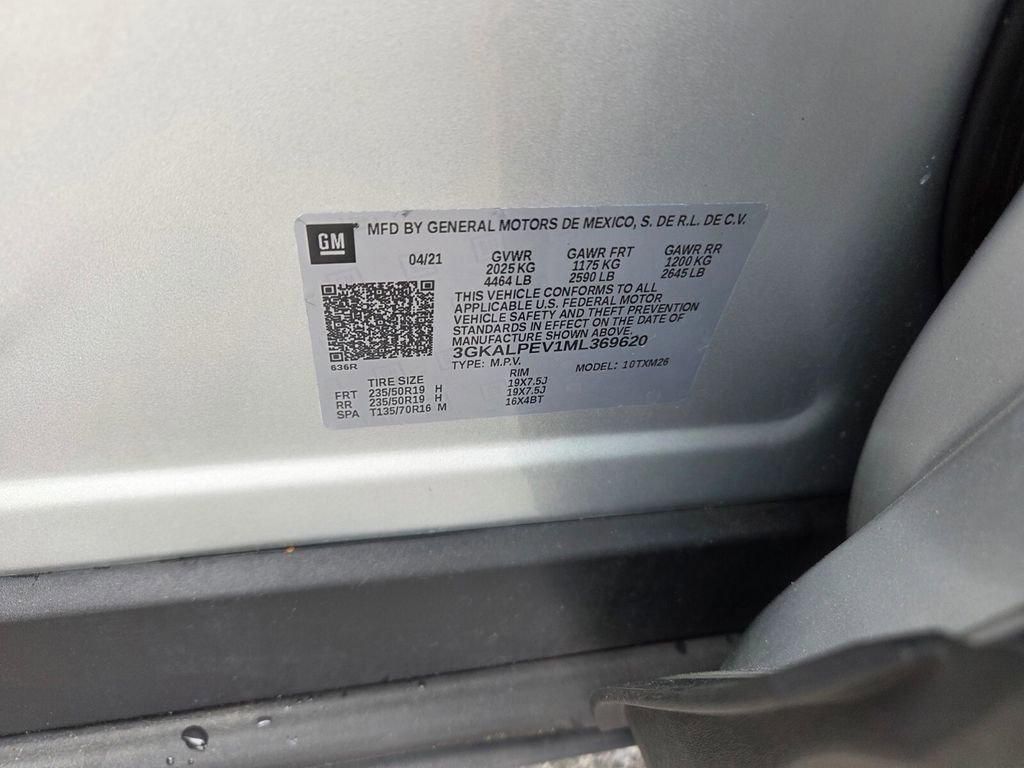 GM MFD BY GENERAL MOTORS DE MEXICO, S. DE R.L. DE C.V.
04/21 GVWR GAWR FRT GAWR RR
2025 KG 1175 KG 1200 KG
4464 LB 2590 LB 2645 LB
THIS VEHICLE CONFORMS TO ALL
APPLICABLE U.S. FEDERAL MOTOR
VEHICLE SAFETY AND THEFT PREVENTION
STANDARDS IN EFFECT ON THE DATE OF
MANUFACTURE SHOWN ABOVE.
3GKALPEV1ML369620
636R TYPE: M.P.V. MODEL: 10TXM26
TIRE SIZE RIM
FRT 235/50R19 H 19X7.5J
RR 235/50R19 H 19X7.5J
SPA T135/70R16 M 16X4BT